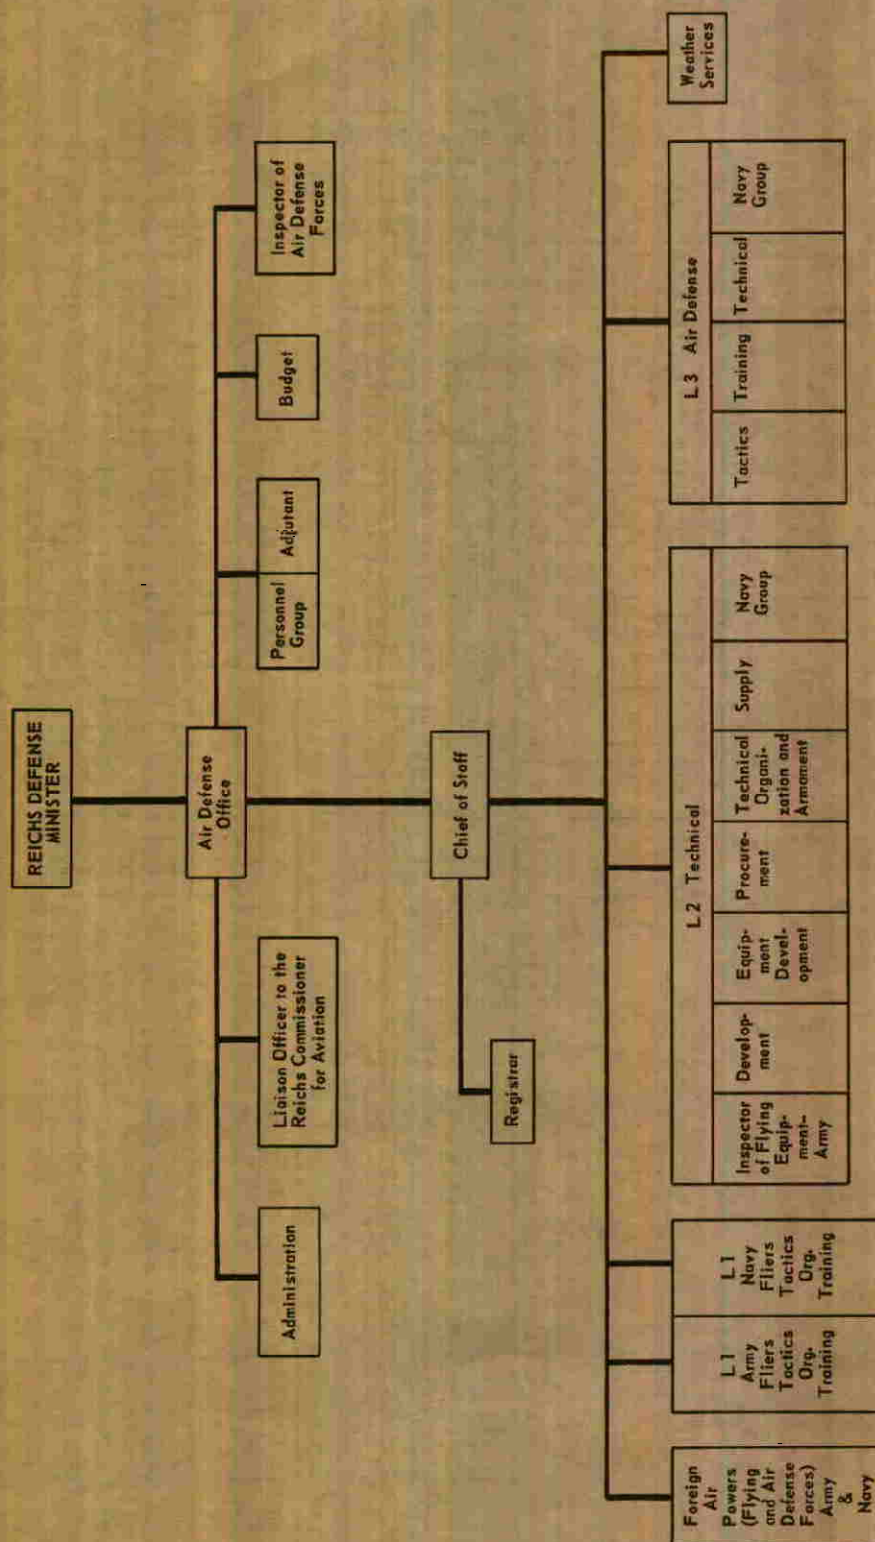 REICHS DEFENSE
MINISTER
Air Defense
Office
Administration
Liaison Officer to the
Reichs Commissioner
for Aviation
Personnel
Group
Adjutant
Budget
Inspector of
Air Defense
Forces
Chief of Staff
Registrar
Foreign
Air
Powers
(Flying
and Air
Defense
Forces)
Army
&
Navy
L 1
Army
Fliers
Tactics
Org.
Training
L 1
Navy
Fliers
Tactics
Org.
Training
L 2 Technical
Inspector
of Flying
Equip-
ment–
Army
Develop-
ment
Equip-
ment
Devel-
opment
Procure-
ment
Technical
Organi-
zation and
Armament
Supply
Navy
Group
L 3 Air Defense
Tactics
Training
Technical
Navy
Group
Weather
Services